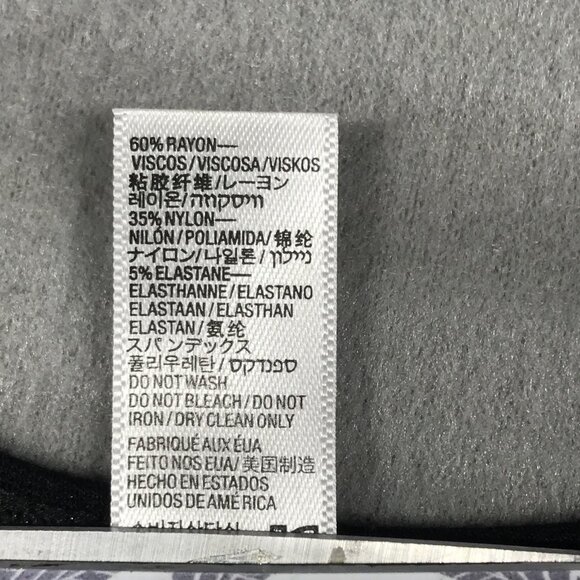 60% RAYON—
VISCOS/VISCOSA/VISKOS
粘胶纤维/レーヨン
레이온/וויסקוזה
35% NYLON—
NILÓN/POLIAMIDA/锦纶
ナイロン/나일론/ניילון
5% ELASTANE—
ELASTHANNE/ELASTANO
ELASTAAN/ELASTHAN
ELASTAN/氨纶
スパンデックス
폴리우레탄/ספנדקס
DO NOT WASH
DO NOT BLEACH/DO NOT
IRON/DRY CLEAN ONLY
FABRIQUÉ AUX ÉUA
FEITO NOS EUA/美国制造
HECHO EN ESTADOS
UNIDOS DE AMÉRICA